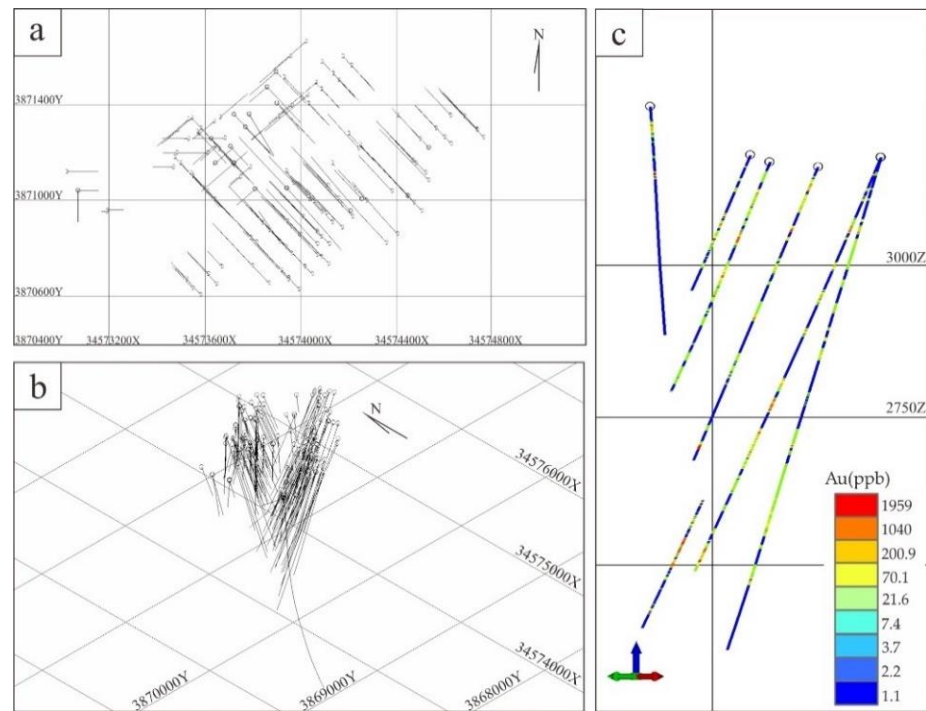 a
N
3871400Y
3871000Y
3870600Y
3870400Y
34573200X
34573600X
34574000X
34574400X
34574800X
b
N
34576000X
34575000X
34574000X
3870000Y
3869000Y
3868000Y
c
3000Z
2750Z
Au(ppb)
1959
1040
200.9
70.1
21.6
7.4
3.7
2.2
1.1